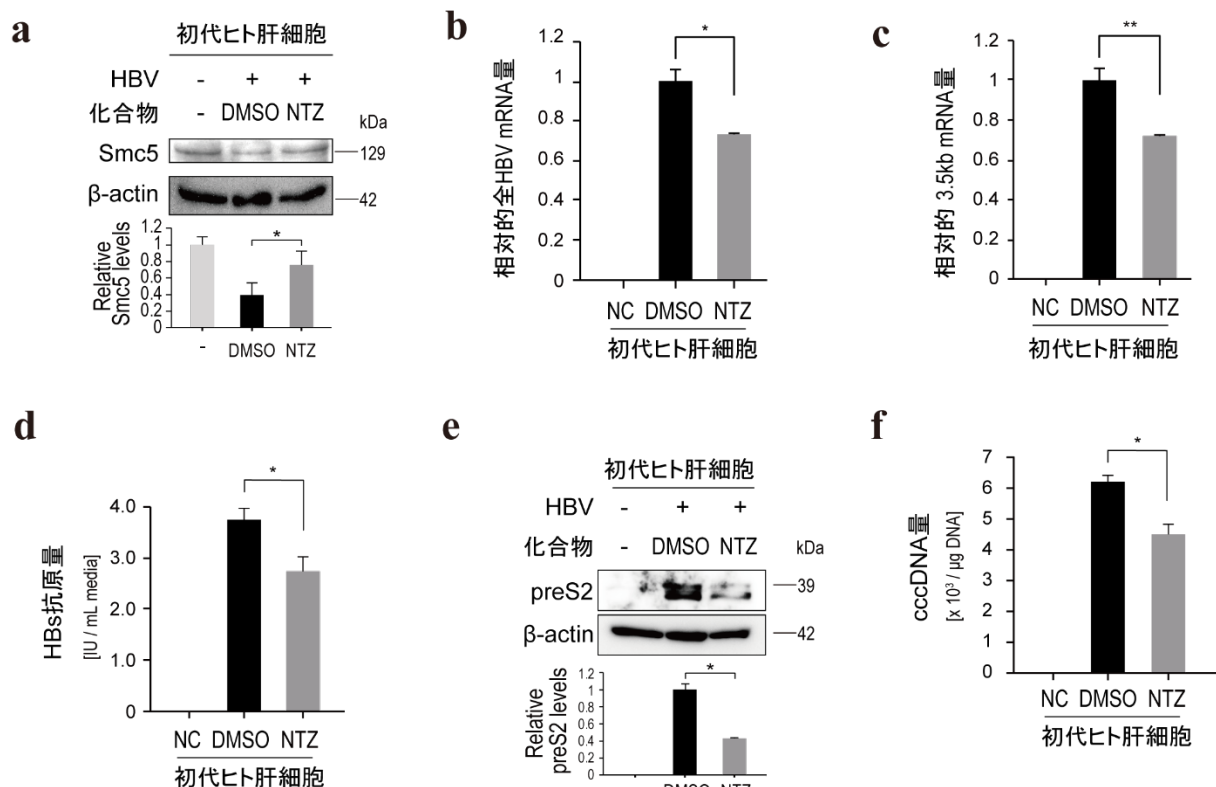 a
初代ヒト肝細胞
HBV - + +
化合物 - DMSO NTZ kDa
Smc5 129
β-actin 42
Relative Smc5 levels
1.2
1
0.8
0.6
0.4
0.2
0
*
- DMSO NTZ
b
相対的全HBV mRNA量
1.2
1
0.8
0.6
0.4
0.2
0
*
NC DMSO NTZ
初代ヒト肝細胞
c
相対的 3.5kb mRNA量
1.2
1
0.8
0.6
0.4
0.2
0
**
NC DMSO NTZ
初代ヒト肝細胞
d
HBs抗原量
[IU / mL media]
4.0
3.0
2.0
1.0
0
*
NC DMSO NTZ
初代ヒト肝細胞
e
初代ヒト肝細胞
HBV - + +
化合物 - DMSO NTZ kDa
preS2 39
β-actin 42
Relative preS2 levels
1.2
1
0.8
0.6
0.4
0.2
0
*
- DMSO NTZ
f
cccDNA量
[x 10³ / μg DNA]
7
6
5
4
3
2
1
0
*
NC DMSO NTZ
初代ヒト肝細胞